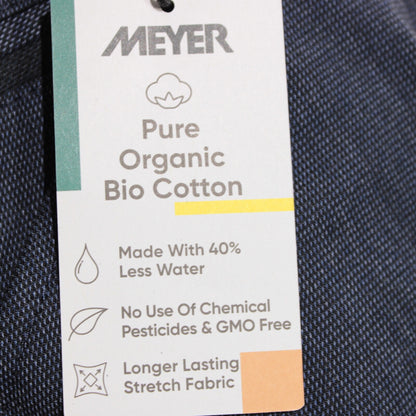 MEYER
Pure
Organic
Bio Cotton
Made With 40%
Less Water
No Use Of Chemical
Pesticides & GMO Free
Longer Lasting
Stretch Fabric